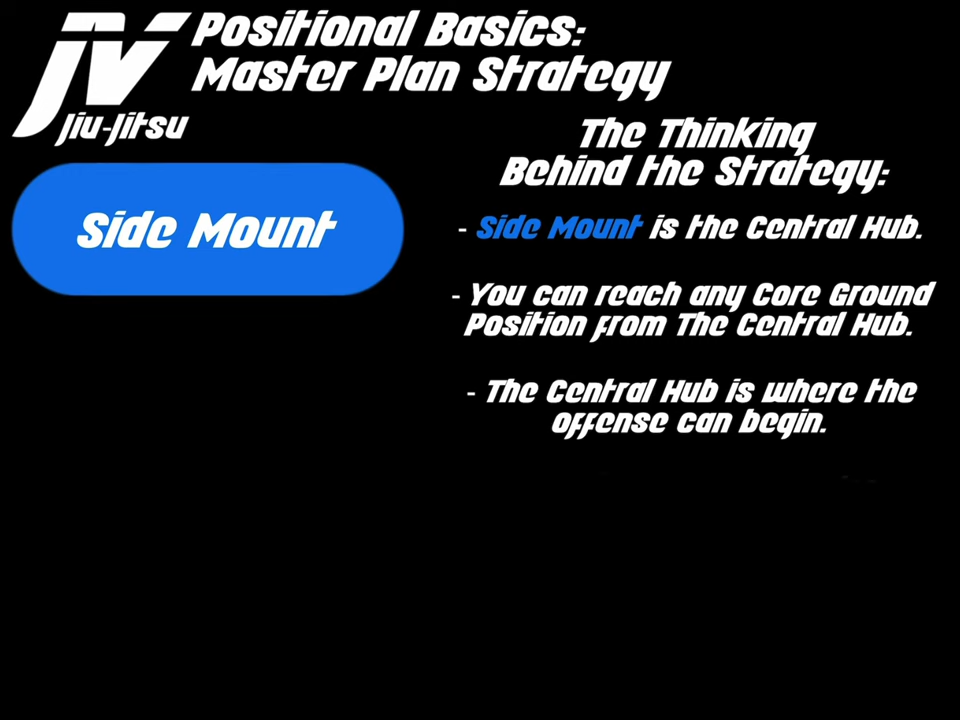 JV
Jiu-Jitsu
Positional Basics:
Master Plan Strategy
Side Mount
The Thinking
Behind the Strategy:
- Side Mount is the Central Hub.
- You can reach any Core Ground
Position from The Central Hub.
- The Central Hub is where the
offense can begin.